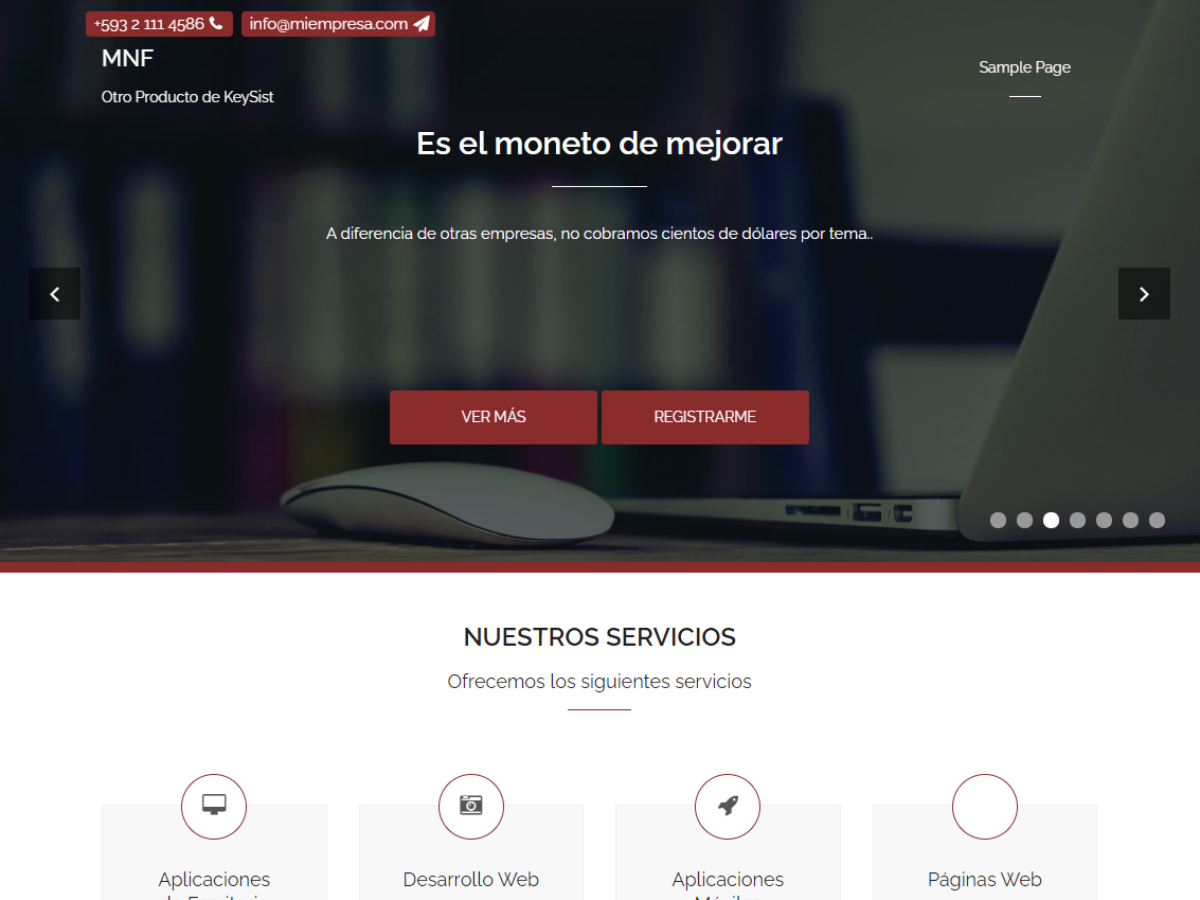 +593 2 111 4586
info@miempresa.com
MNF
Sample Page
Otro Producto de KeySist
Es el moneto de mejorar
A diferencia de otras empresas, no cobramos cientos de dólares por tema..
VER MÁS
REGISTRARME
NUESTROS SERVICIOS
Ofrecemos los siguientes servicios
Aplicaciones
Desarrollo Web
Aplicaciones
Páginas Web